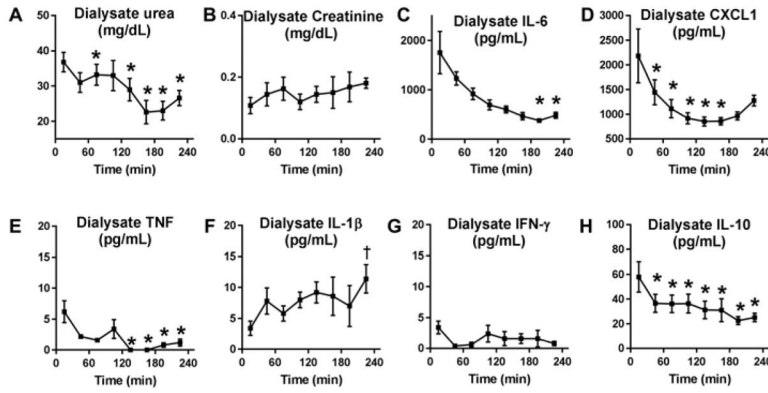 A Dialysate urea (mg/dL)
40
30
20
0 60 120 180 240
Time (min)
*
*
* * *
B Dialysate Creatinine (mg/dL)
0.4
0.2
0.0
0 60 120 180 240
Time (min)
C Dialysate IL-6 (pg/mL)
2000
1000
0
0 60 120 180 240
Time (min)
* *
D Dialysate CXCL1 (pg/mL)
3000
2500
2000
1500
1000
500
0 60 120 180 240
Time (min)
*
*
* * *
E Dialysate TNF (pg/mL)
20
15
10
5
0
0 60 120 180 240
Time (min)
* * * *
F Dialysate IL-1β (pg/mL)
20
15
10
5
0
0 60 120 180 240
Time (min)
†
G Dialysate IFN-γ (pg/mL)
20
15
10
5
0
0 60 120 180 240
Time (min)
H Dialysate IL-10 (pg/mL)
100
80
60
40
20
0
0 60 120 180 240
Time (min)
* * * * * * *